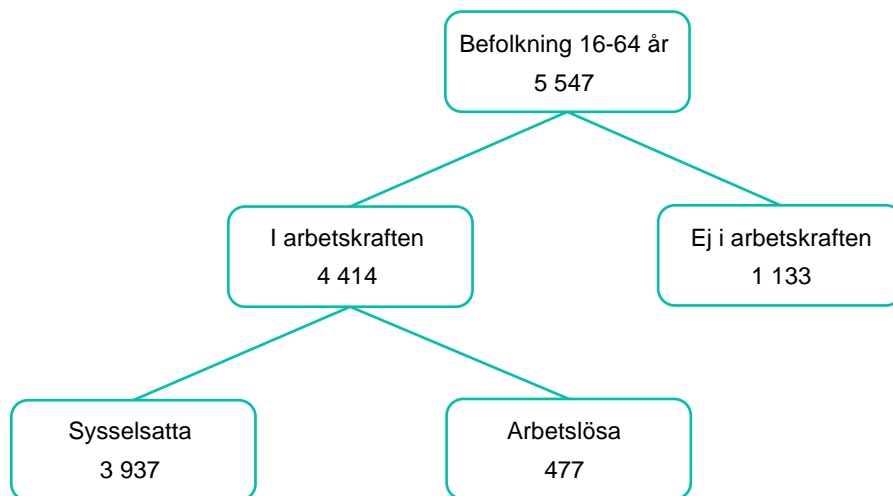 Befolkning 16-64 år
5 547
I arbetskraften
4 414
Ej i arbetskraften
1 133
Sysselsatta
3 937
Arbetslösa
477